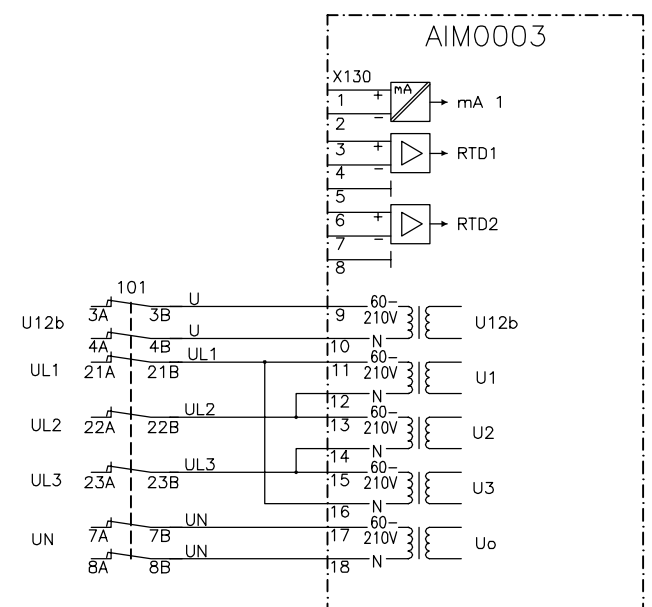 AIM0003
X130
mA
1 + mA 1
2 −
3 + RTD1
4 −
5
6 + RTD2
7 −
8
101
U12b 3A 3B U 9 60−210V U12b
4A 4B U 10 N
UL1 21A 21B UL1 11 60−210V U1
12 N
UL2 22A 22B UL2 13 60−210V U2
14 N
UL3 23A 23B UL3 15 60−210V U3
16 N
UN 7A 7B UN 17 60−210V Uo
8A 8B UN 18 N